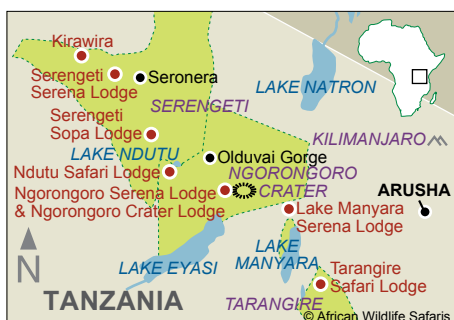 Kirawira
Serengeti
Serena Lodge
Seronera
LAKE NATRON
SERENGETI
Serengeti
Sopa Lodge
KILIMANJARO
LAKE NDUTU
Olduvai Gorge
Ndutu Safari Lodge
NGORONGORO
CRATER
Ngorongoro Serena Lodge
& Ngorongoro Crater Lodge
ARUSHA
Lake Manyara
Serena Lodge
N
LAKE EYASI
LAKE
MANYARA
Tarangire
Safari Lodge
TANZANIA
TARANGIRE
© African Wildlife Safaris